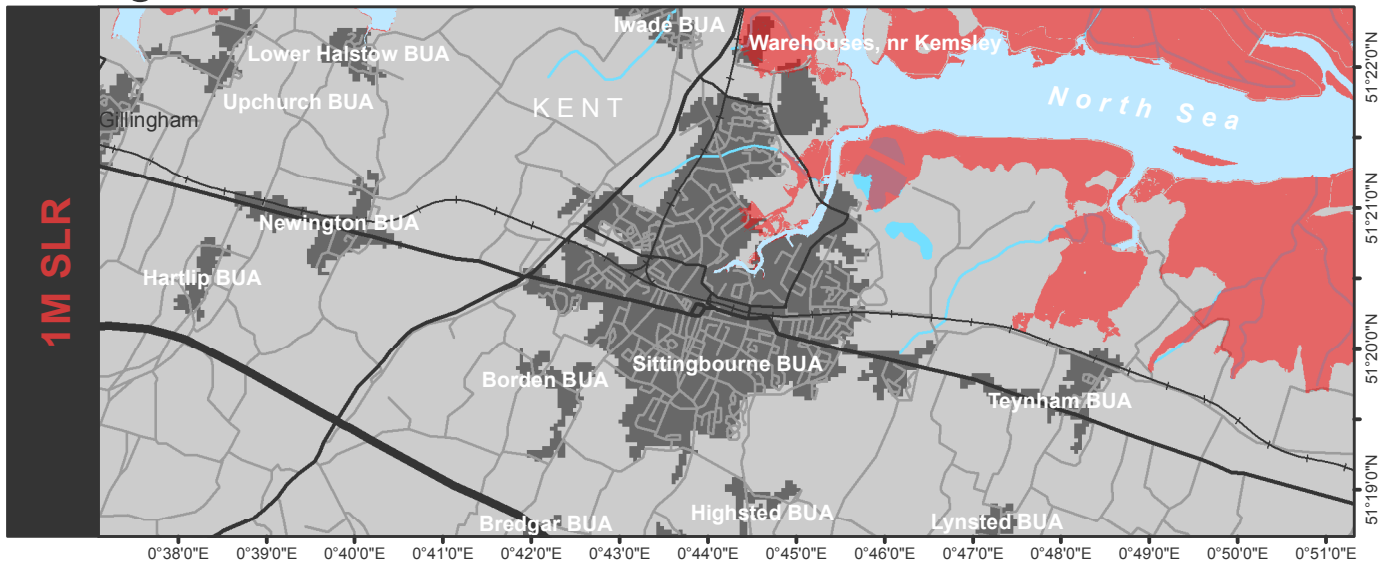 Iwade BUA
Lower Halstow BUA
Warehouses, nr Kemsley
Upchurch BUA
KENT
North Sea
Gillingham
1M SLR
Newington BUA
Hartlip BUA
Borden BUA
Sittingbourne BUA
Teynham BUA
Bredgar BUA
Highsted BUA
Lynsted BUA
51°22'0"N
51°21'0"N
51°20'0"N
51°19'0"N
0°38'0"E
0°39'0"E
0°40'0"E
0°41'0"E
0°42'0"E
0°43'0"E
0°44'0"E
0°45'0"E
0°46'0"E
0°47'0"E
0°48'0"E
0°49'0"E
0°50'0"E
0°51'0"E